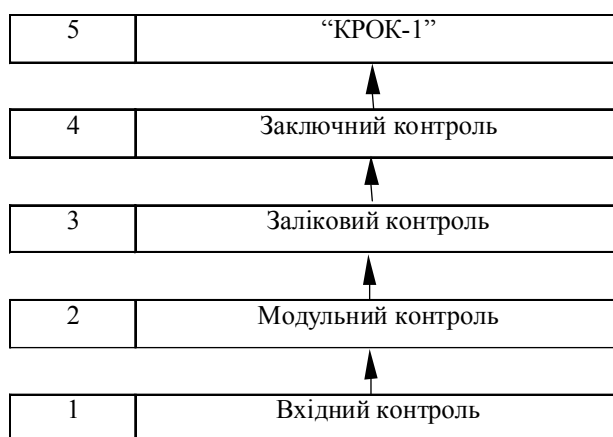 5 “КРОК-1”
4 Заключний контроль
3 Заліковий контроль
2 Модульний контроль
1 Вхідний контроль